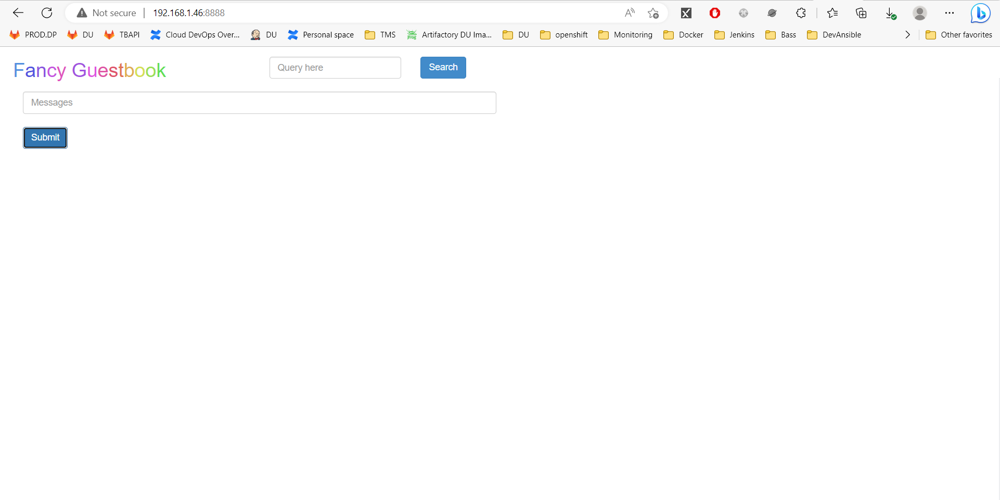 Not secure 192.168.1.46:8888
PROD.DP DU TBAPI Cloud DevOps Over... DU Personal space TMS Artifactory DU Ima... DU openshift Monitoring Docker Jenkins Bass DevAnsible Other favorites
Fancy Guestbook Query here Search
Messages
Submit